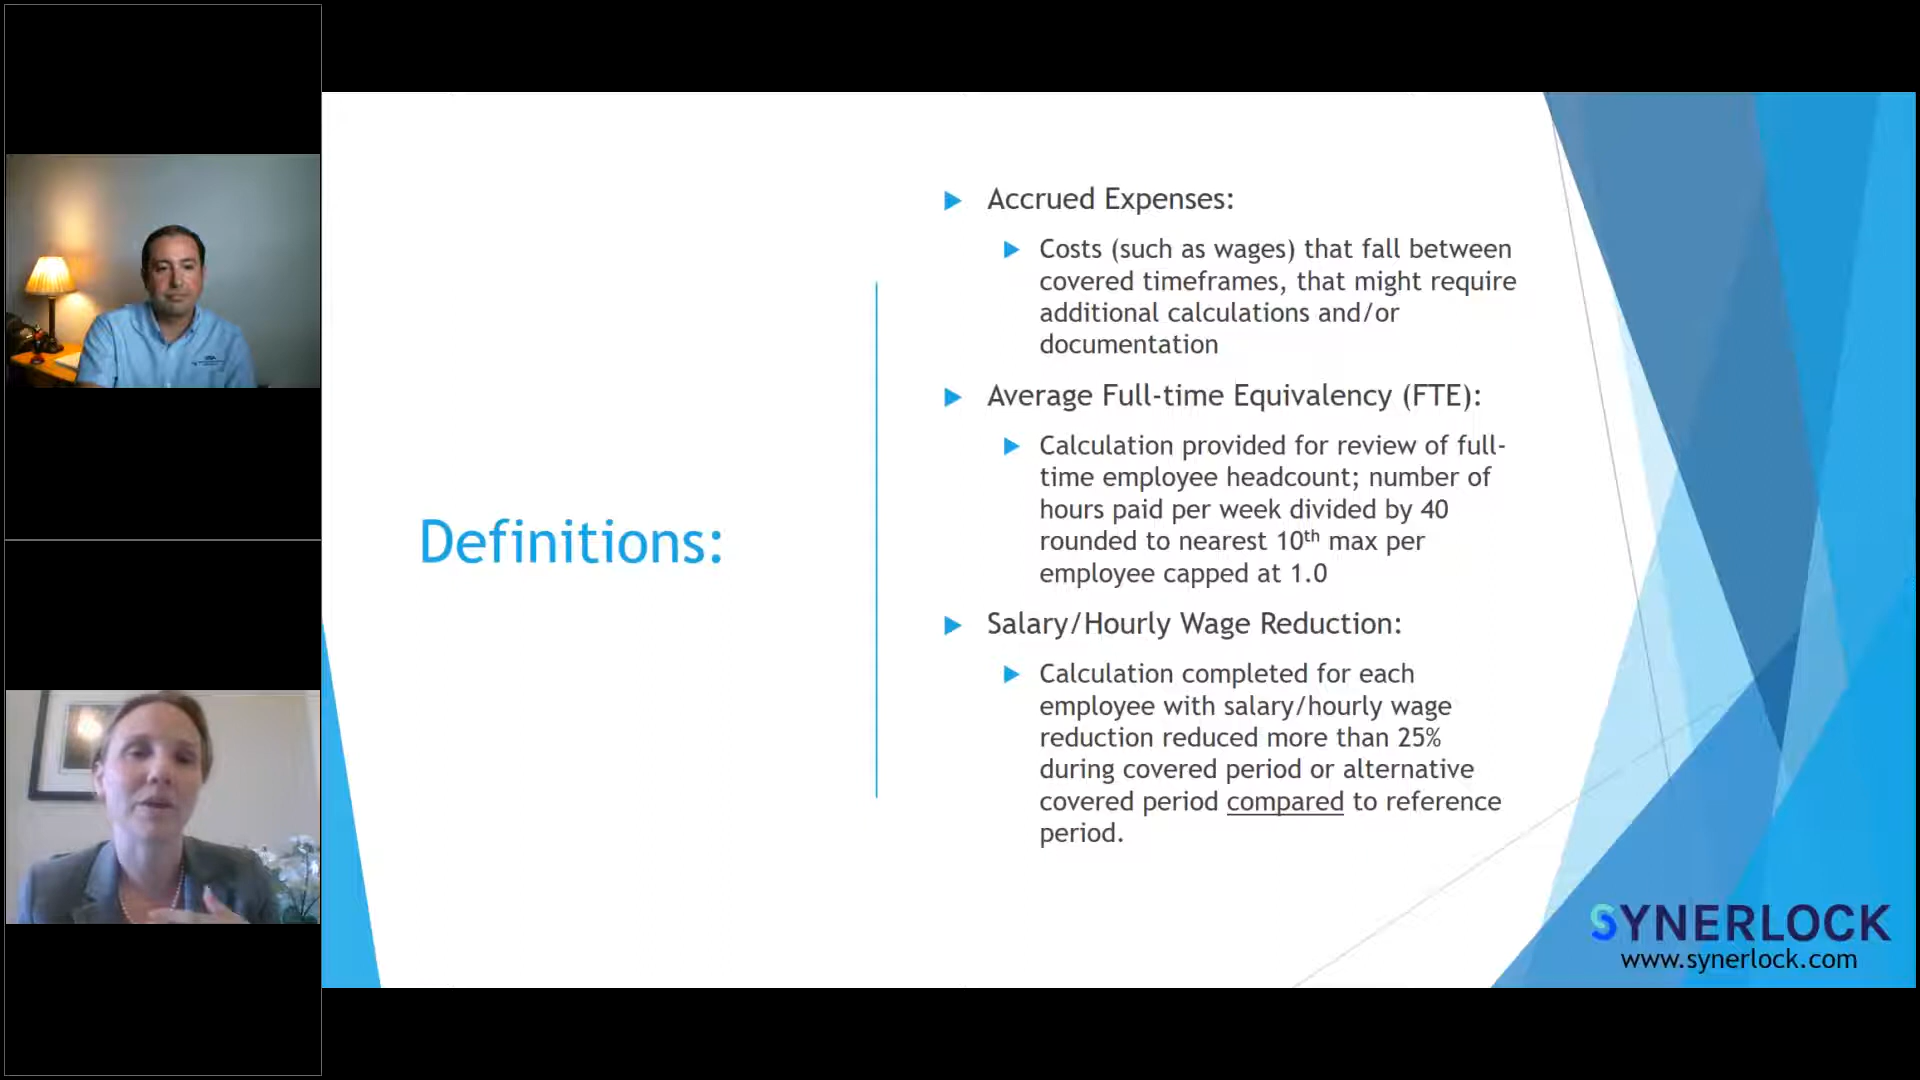 Definitions:
Accrued Expenses:
Costs (such as wages) that fall between
covered timeframes, that might require
additional calculations and/or
documentation
Average Full-time Equivalency (FTE):
Calculation provided for review of full-
time employee headcount; number of
hours paid per week divided by 40
rounded to nearest 10th max per
employee capped at 1.0
Salary/Hourly Wage Reduction:
Calculation completed for each
employee with salary/hourly wage
reduction reduced more than 25%
during covered period or alternative
covered period compared to reference
period.
SYNERLOCK
www.synerlock.com